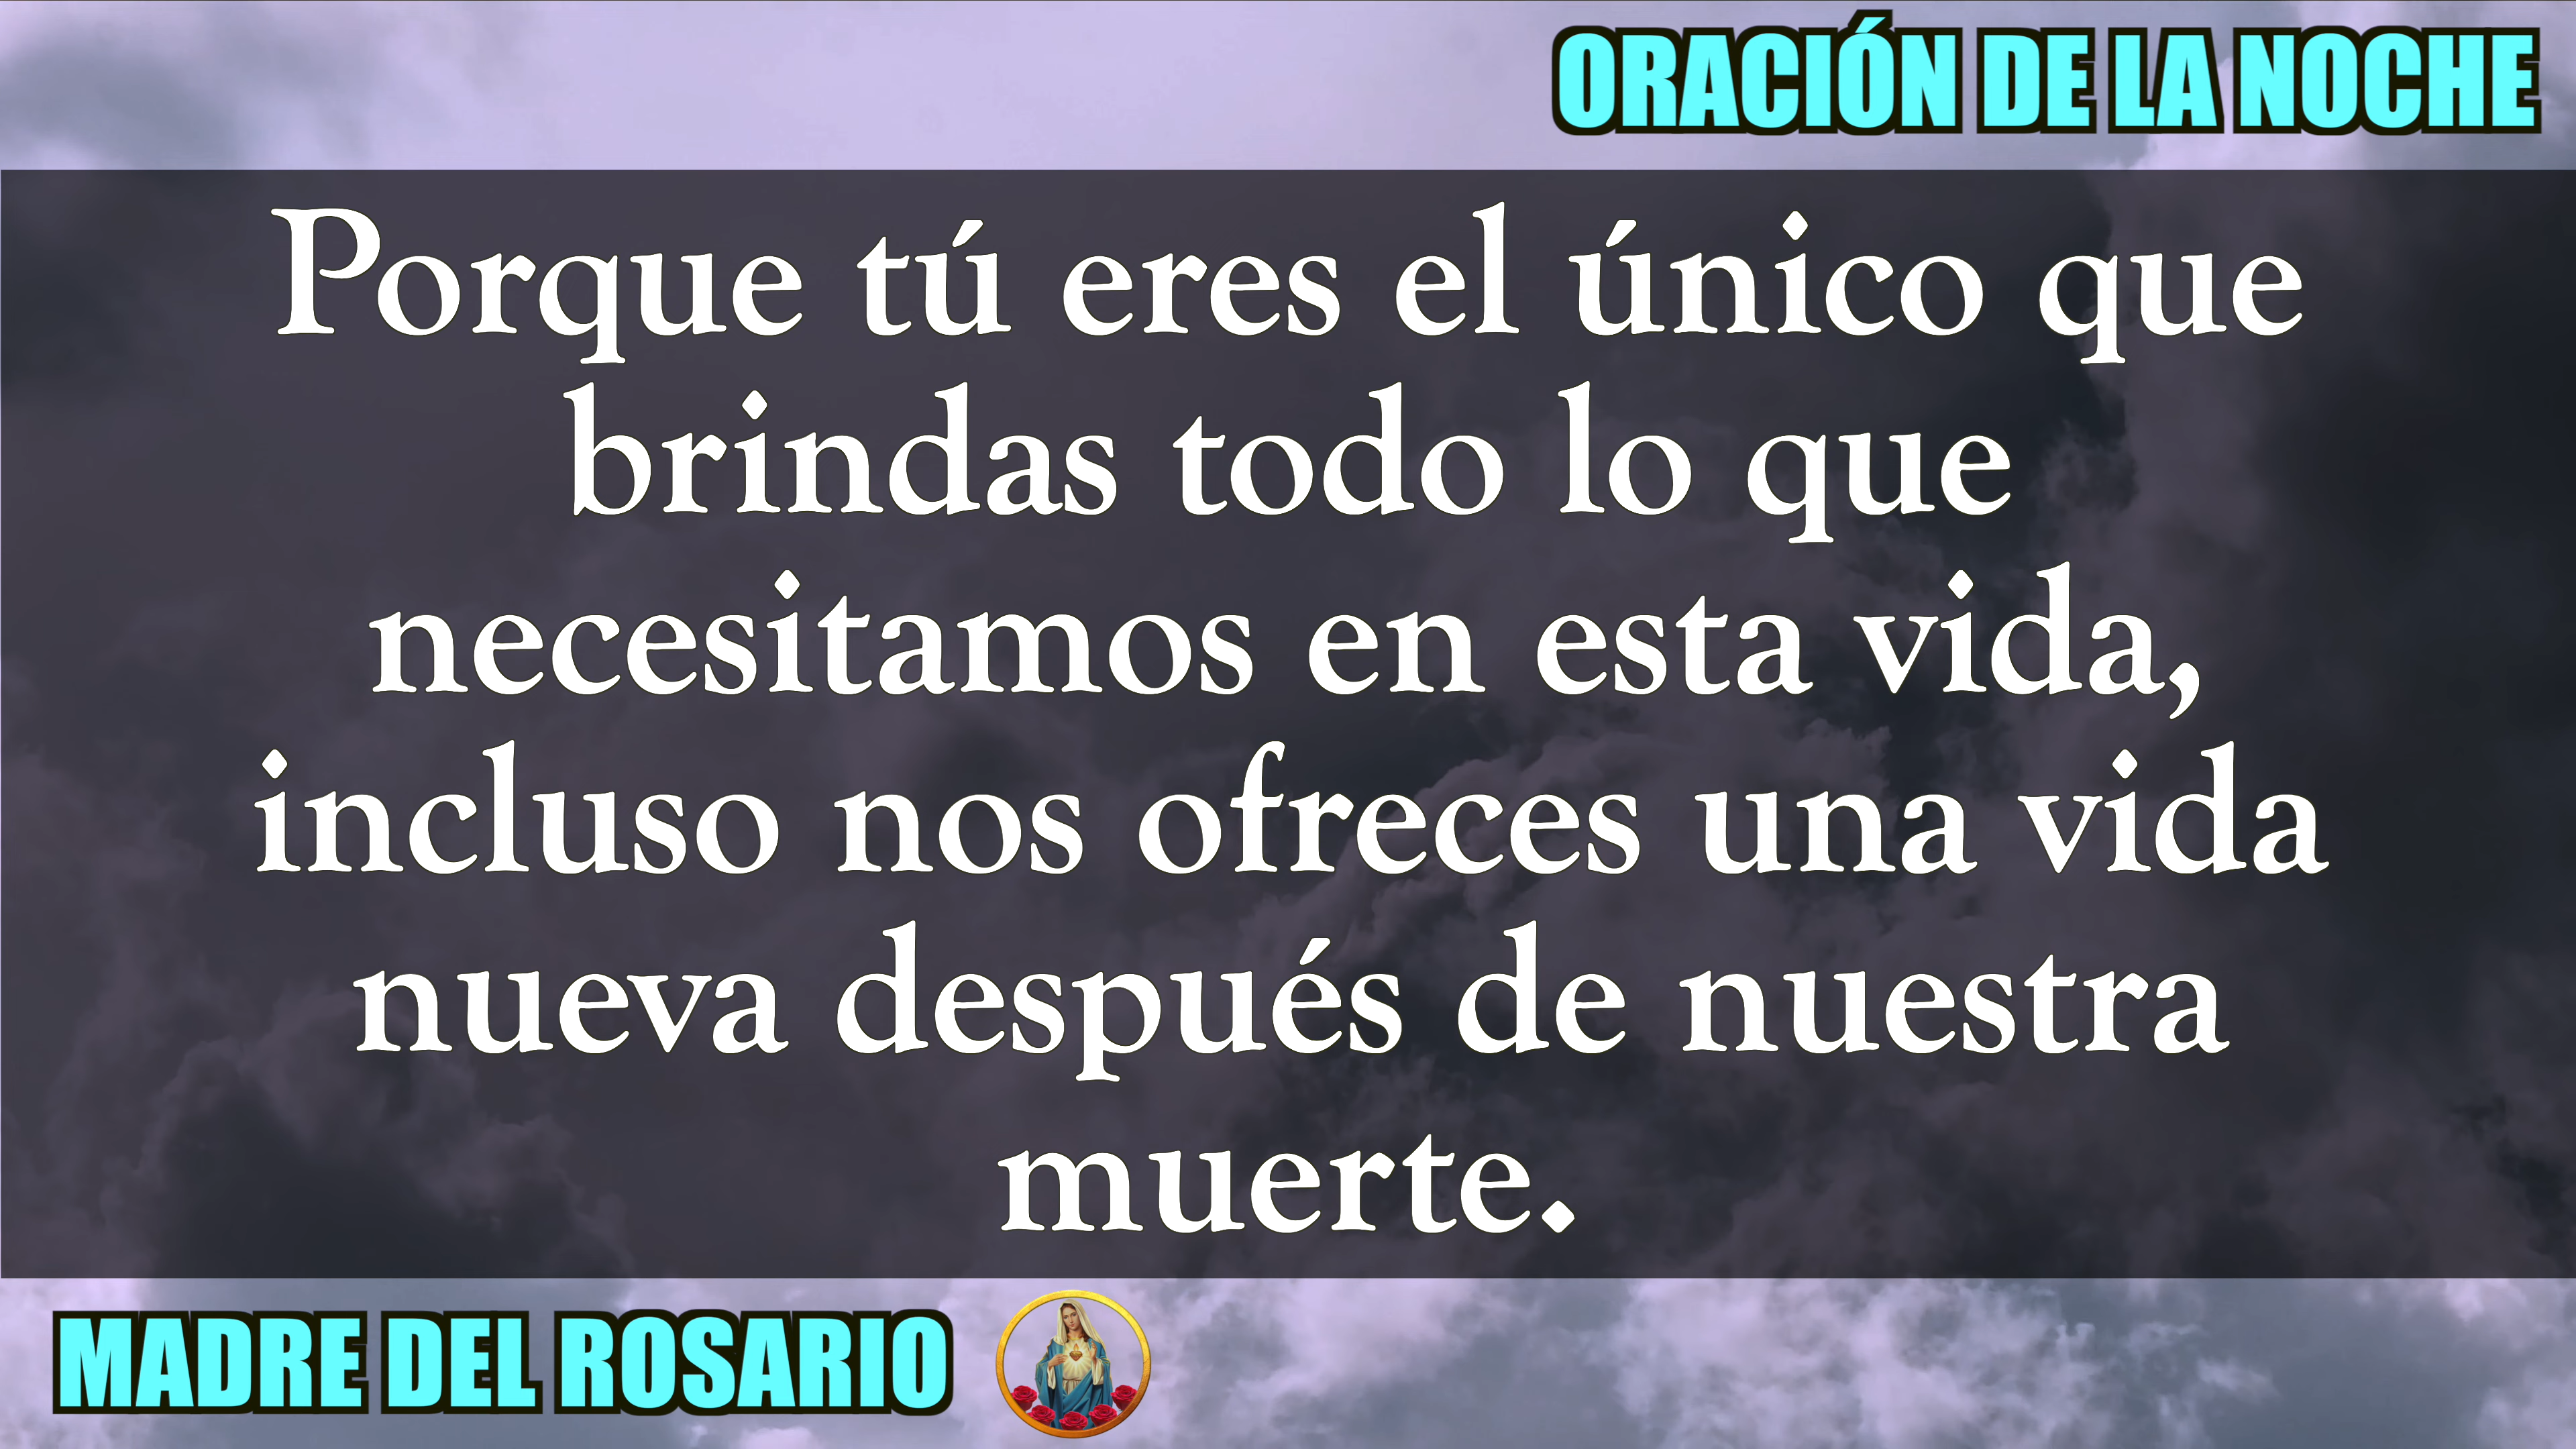 ORACIÓN DE LA NOCHE
Porque tú eres el único que
brindas todo lo que
necesitamos en esta vida,
incluso nos ofreces una vida
nueva después de nuestra
muerte.
MADRE DEL ROSARIO